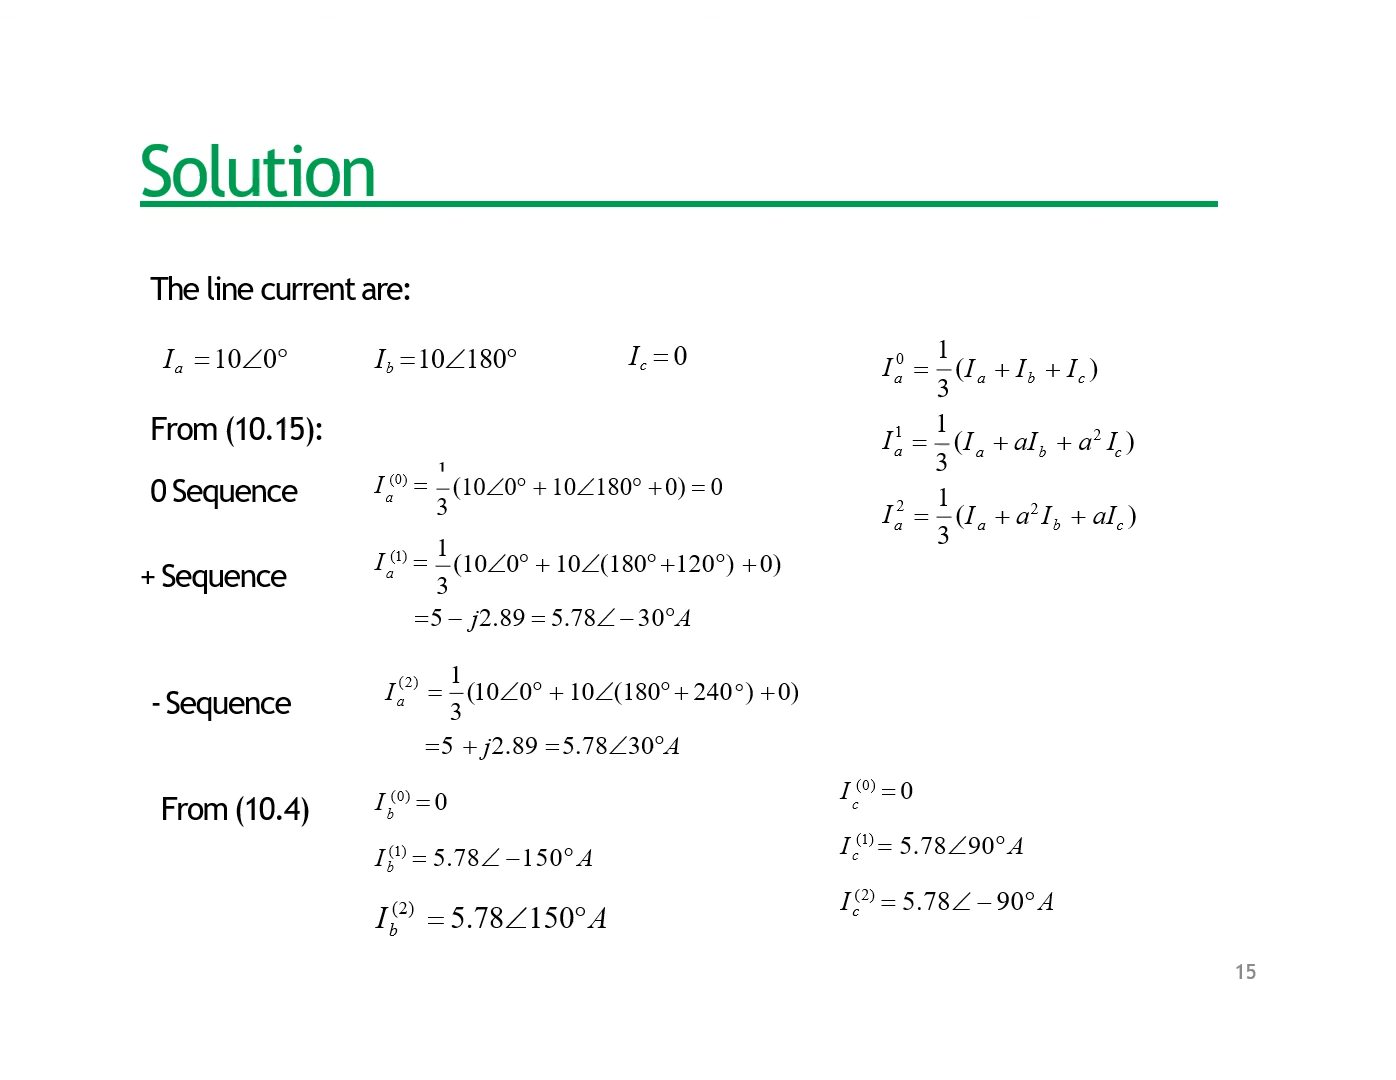 Solution
The line current are:
I_a = 10∠0°
I_b = 10∠180°
I_c = 0
I_a^0 = 1/3 (I_a + I_b + I_c)
I_a^1 = 1/3 (I_a + aI_b + a^2 I_c)
I_a^2 = 1/3 (I_a + a^2 I_b + aI_c)
From (10.15):
0 Sequence
I_a^(0) = 1/3 (10∠0° + 10∠180° + 0) = 0
+ Sequence
I_a^(1) = 1/3 (10∠0° + 10∠(180° + 120°) + 0)
= 5 − j2.89 = 5.78∠ − 30° A
- Sequence
I_a^(2) = 1/3 (10∠0° + 10∠(180° + 240°) + 0)
= 5 + j2.89 = 5.78∠30° A
From (10.4)
I_b^(0) = 0
I_b^(1) = 5.78∠ −150° A
I_b^(2) = 5.78∠150° A
I_c^(0) = 0
I_c^(1) = 5.78∠90° A
I_c^(2) = 5.78∠ − 90° A
15